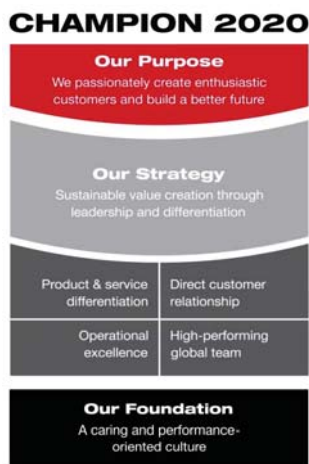 CHAMPION 2020
Our Purpose
We passionately create enthusiastic
customers and build a better future
Our Strategy
Sustainable value creation through
leadership and differentiation
Product & service
differentiation
Direct customer
relationship
Operational
excellence
High-performing
global team
Our Foundation
A caring and performance-
oriented culture